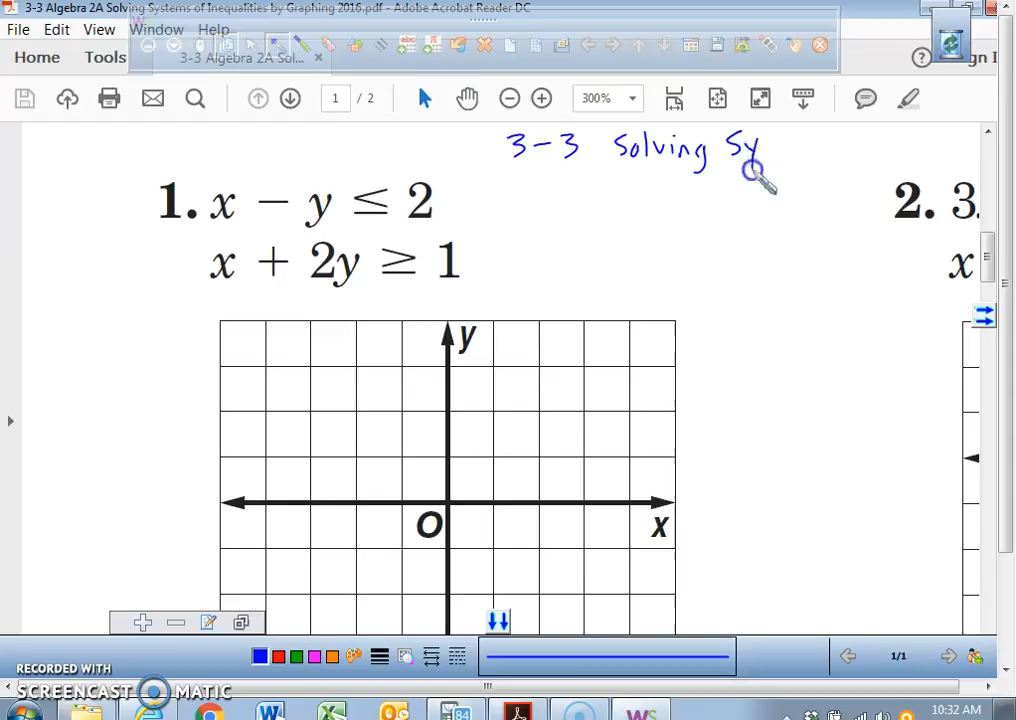 3-3 Algebra 2A Solving Systems of Inequalities by Graphing 2016.pdf - Adobe Acrobat Reader DC
File Edit View Window Help
Home Tools 3-3 Algebra 2A Sol... ×
1 / 2 300%
3-3 Solving Sy
1. x − y ≤ 2
x + 2y ≥ 1
2. 3
x
y
O
x
1/1
RECORDED WITH
SCREENCAST MATIC
84
10:32 AM